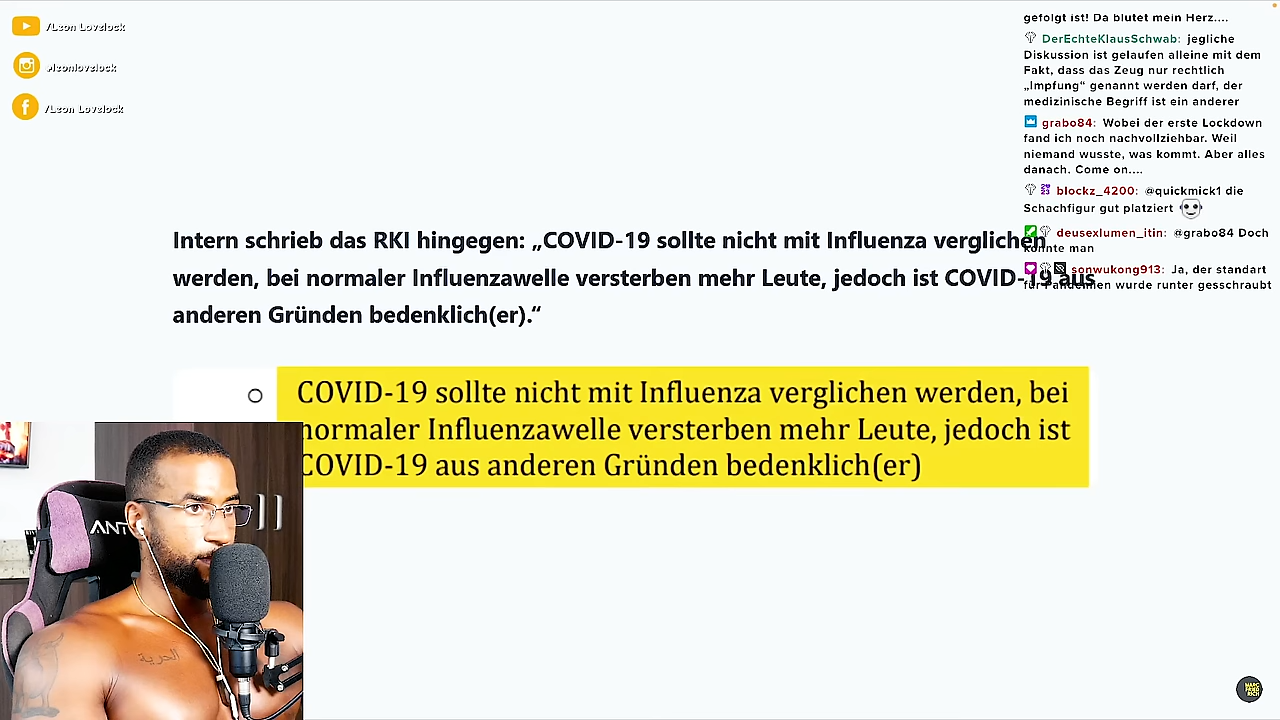 /Leon Lovelock
/leonlovelock
/Leon Lovelock
gefolgt ist! Da blutet mein Herz....
DerEchteKlausSchwab: jegliche
Diskussion ist gelaufen alleine mit dem
Fakt, dass das Zeug nur rechtlich
„Impfung“ genannt werden darf, der
medizinische Begriff ist ein anderer
grabo84: Wobei der erste Lockdown
fand ich noch nachvollziehbar. Weil
niemand wusste, was kommt. Aber alles
danach. Come on....
blockz_4200: @quickmick1 die
Schachfigur gut platziert
deusexlumen_itin: @grabo84 Doch
konnte man
sonwukong913: Ja, der standart
für Pandemien wurde runter gesschraubt
Intern schrieb das RKI hingegen: „COVID-19 sollte nicht mit Influenza verglichen
werden, bei normaler Influenzawelle versterben mehr Leute, jedoch ist COVID-19 aus
anderen Gründen bedenklich(er).“
COVID-19 sollte nicht mit Influenza verglichen werden, bei
normaler Influenzawelle versterben mehr Leute, jedoch ist
COVID-19 aus anderen Gründen bedenklich(er)
ANT
الحرية
MARC
FRIED
RICH